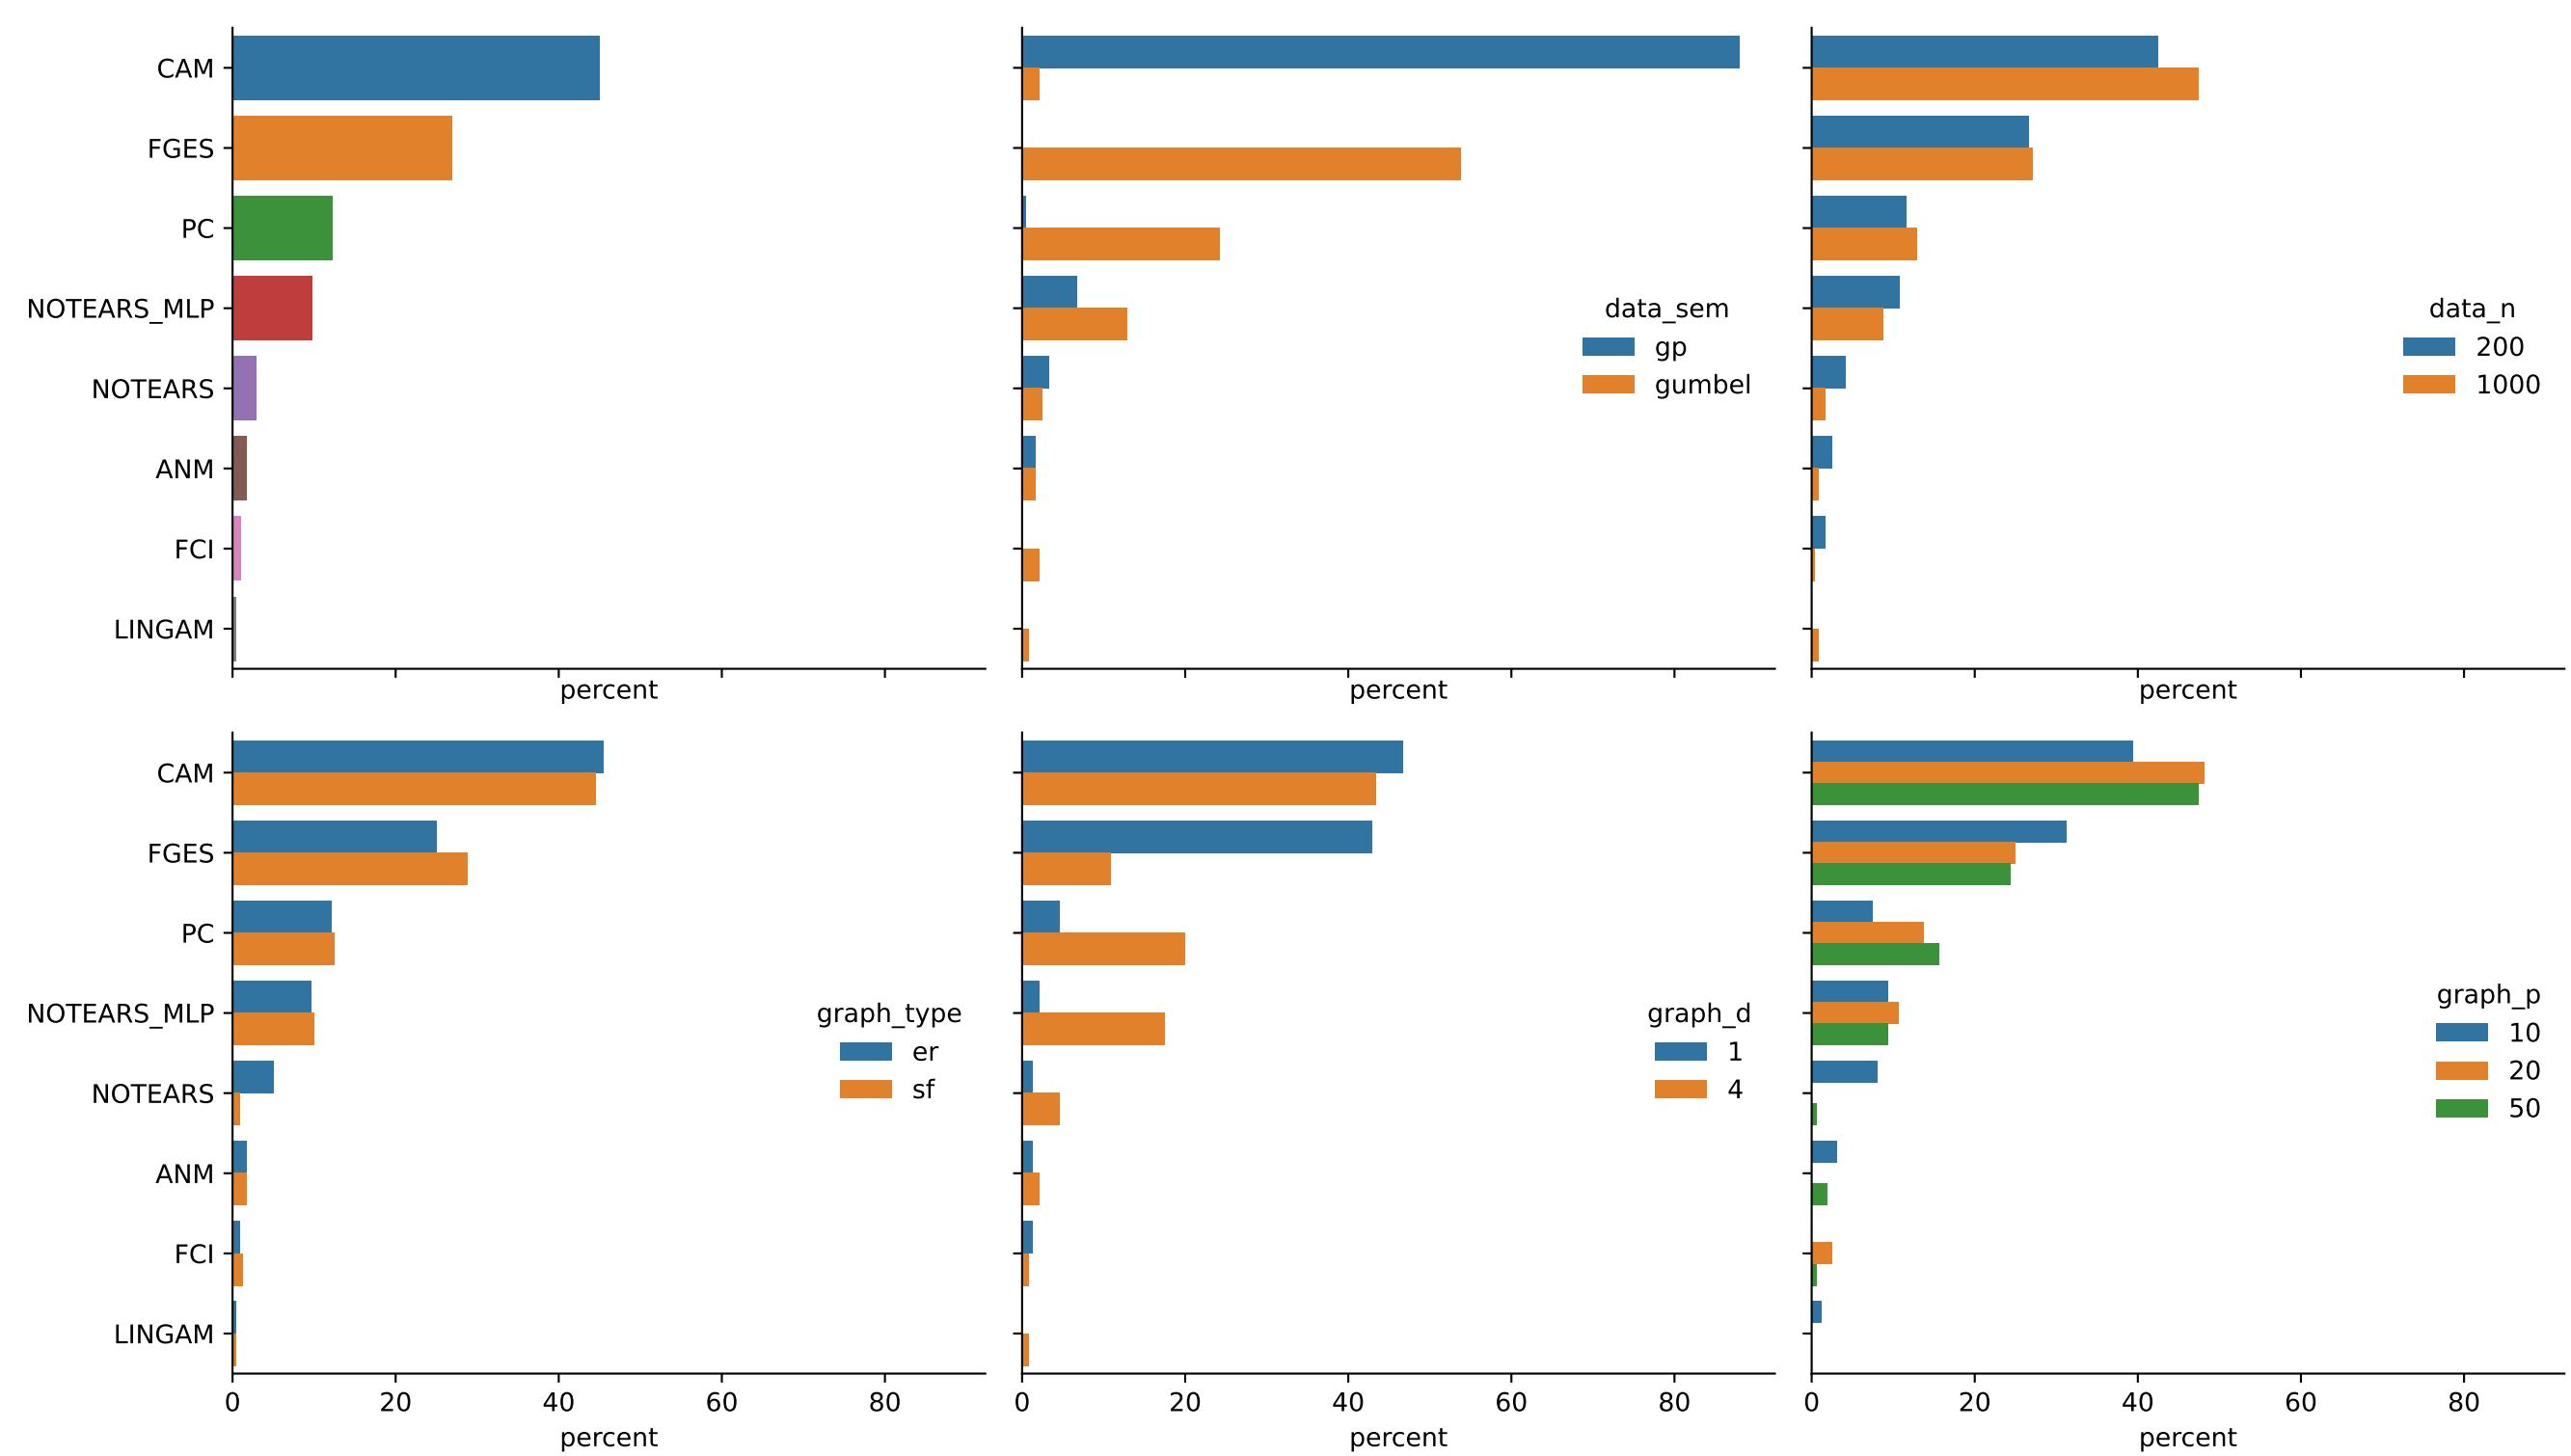 CAM
FGES
PC
NOTEARS_MLP
NOTEARS
ANM
FCI
LINGAM
percent
data_sem
gp
gumbel
percent
data_n
200
1000
percent
CAM
FGES
PC
NOTEARS_MLP
NOTEARS
ANM
FCI
LINGAM
graph_type
er
sf
0 20 40 60 80
percent
graph_d
1
4
0 20 40 60 80
percent
graph_p
10
20
50
0 20 40 60 80
percent